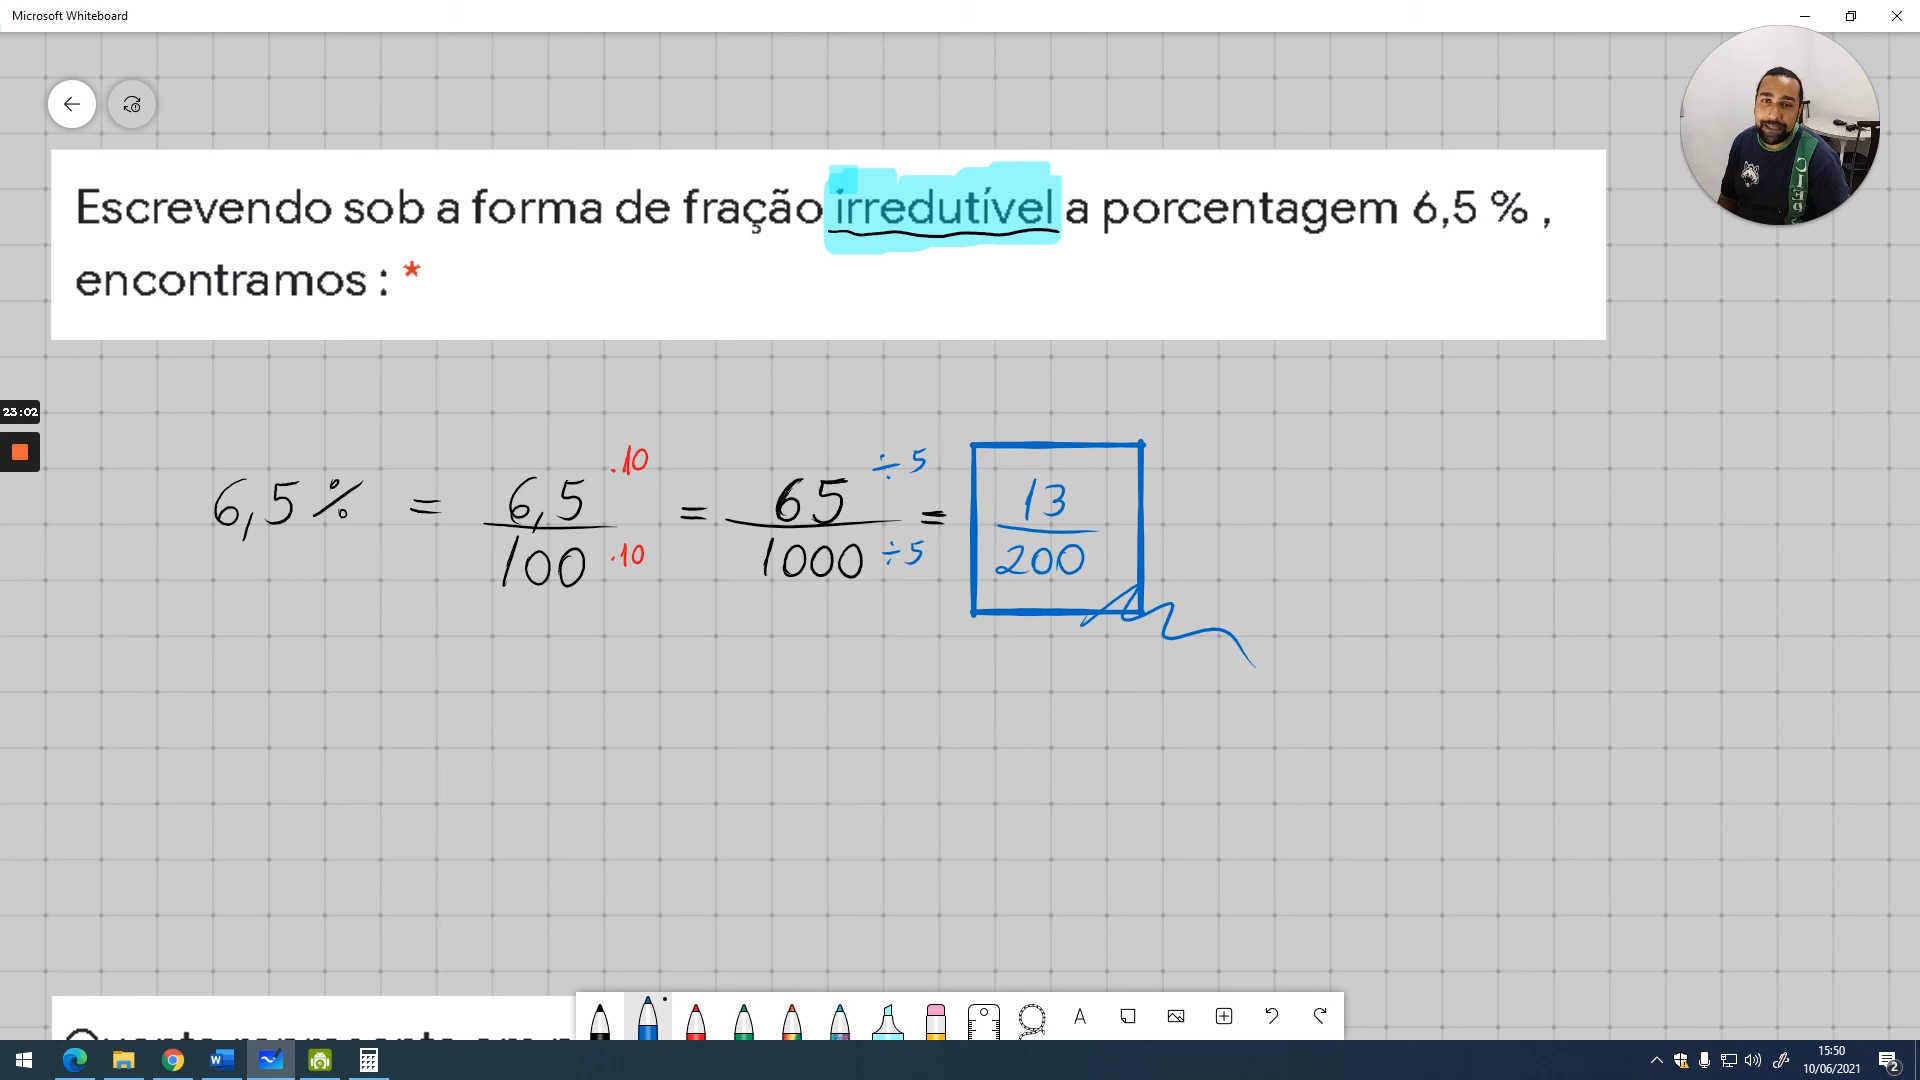 Microsoft Whiteboard
Escrevendo sob a forma de fração irredutível a porcentagem 6,5 % ,
encontramos : *
23:02
6,5 % = 6,5/100 .10 .10 = 65/1000 ÷5 ÷5 = 13/200
A
15:50
10/06/2021
2